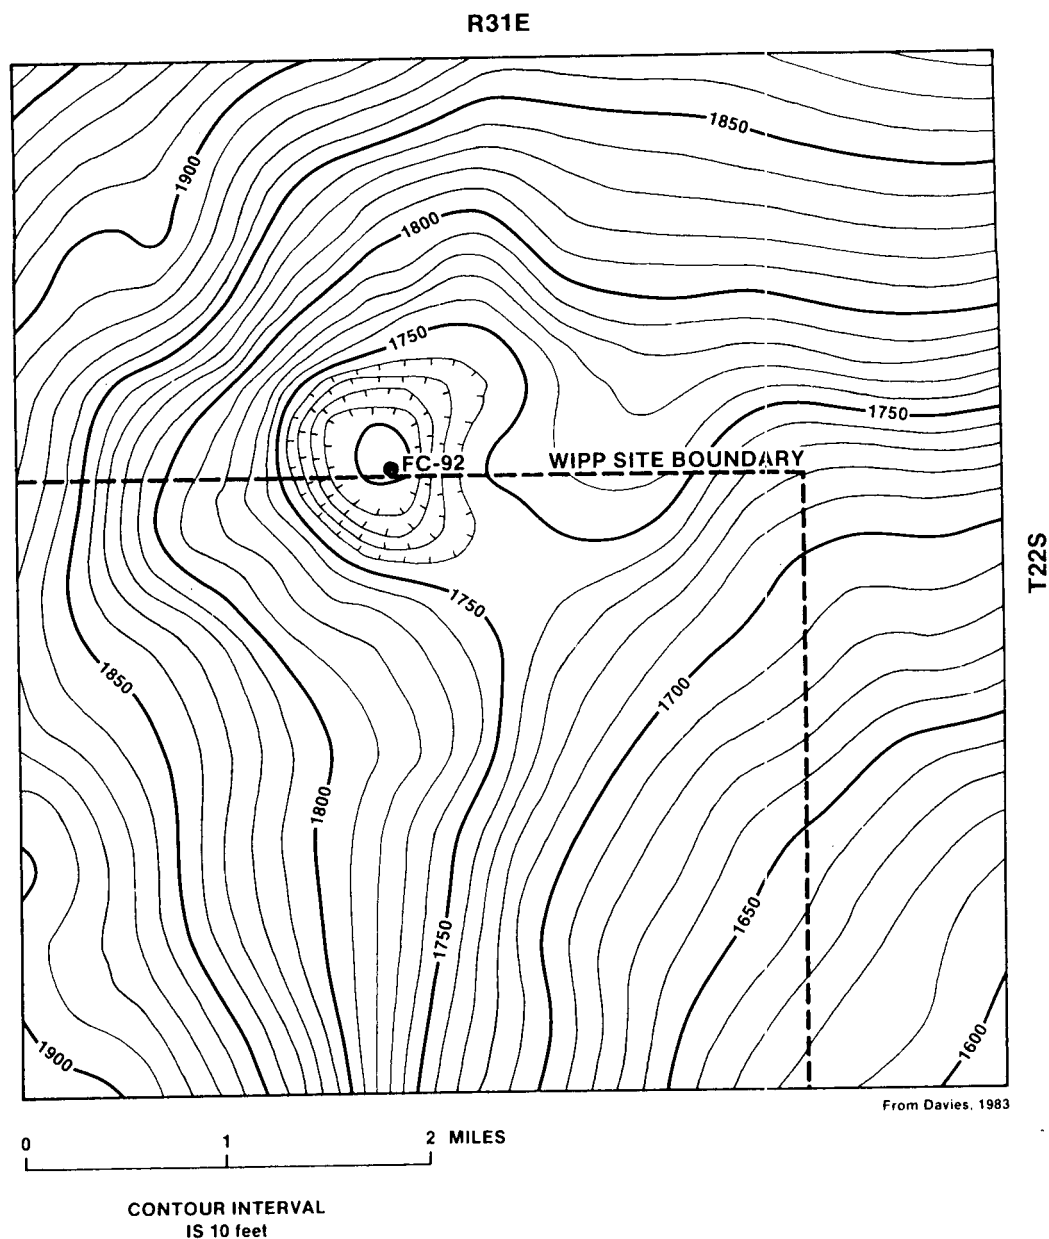 R31E
1850
1900
1800
1750
1750
FC-92
WIPP SITE BOUNDARY
T22S
1750
1850
1700
1800
1650
1750
1600
1900
From Davies, 1983
0 1 2 MILES
CONTOUR INTERVAL
IS 10 feet